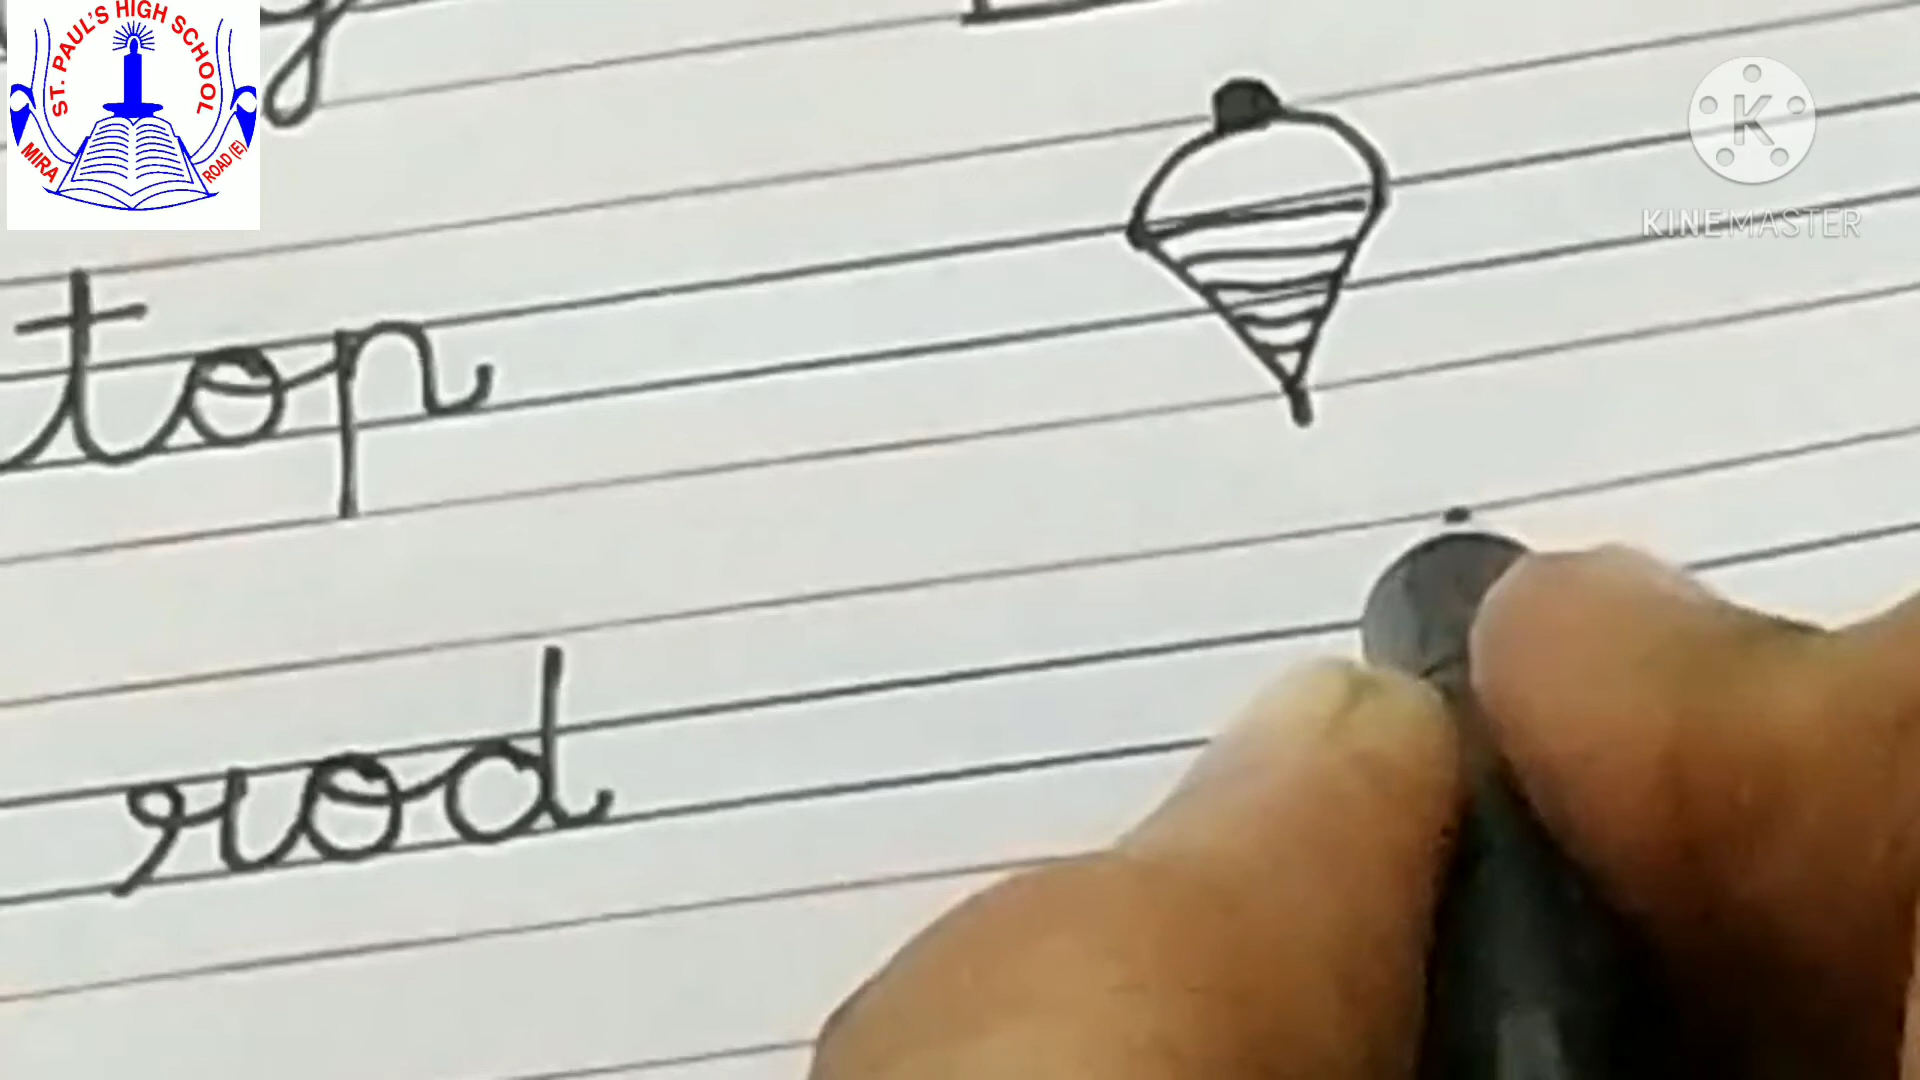 ST. PAUL'S HIGH SCHOOL
MIRA ROAD (E)
K
KINEMASTER
top
rod